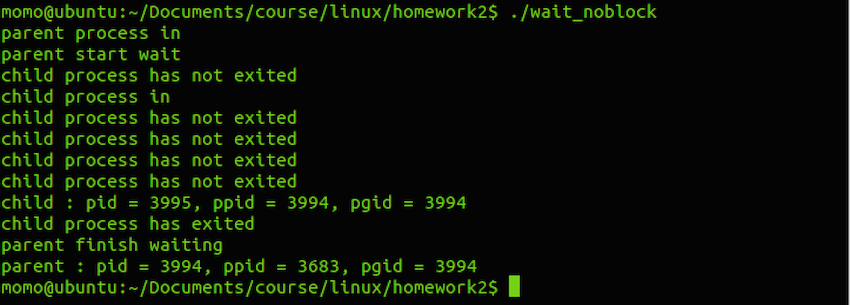 momo@ubuntu:~/Documents/course/linux/homework2$ ./wait_noblock
parent process in
parent start wait
child process has not exited
child process in
child process has not exited
child process has not exited
child process has not exited
child process has not exited
child : pid = 3995, ppid = 3994, pgid = 3994
child process has exited
parent finish waiting
parent : pid = 3994, ppid = 3683, pgid = 3994
momo@ubuntu:~/Documents/course/linux/homework2$